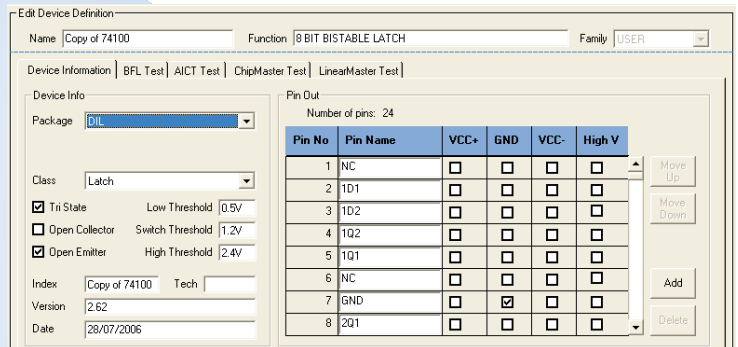 Edit Device Definition
Name Copy of 74100 Function 8 BIT BISTABLE LATCH Family USER
Device Information BFL Test AICT Test ChipMaster Test LinearMaster Test
Device Info
Package DIL
Class Latch
Tri State Low Threshold 0.5V
Open Collector Switch Threshold 1.2V
Open Emitter High Threshold 2.4V
Index Copy of 74100 Tech
Version 2.62
Date 28/07/2006
Pin Out
Number of pins: 24
Pin No Pin Name VCC+ GND VCC- High V
1 NC
2 1D1
3 1D2
4 1Q2
5 1Q1
6 NC
7 GND
8 2Q1
Move Up
Move Down
Add
Delete